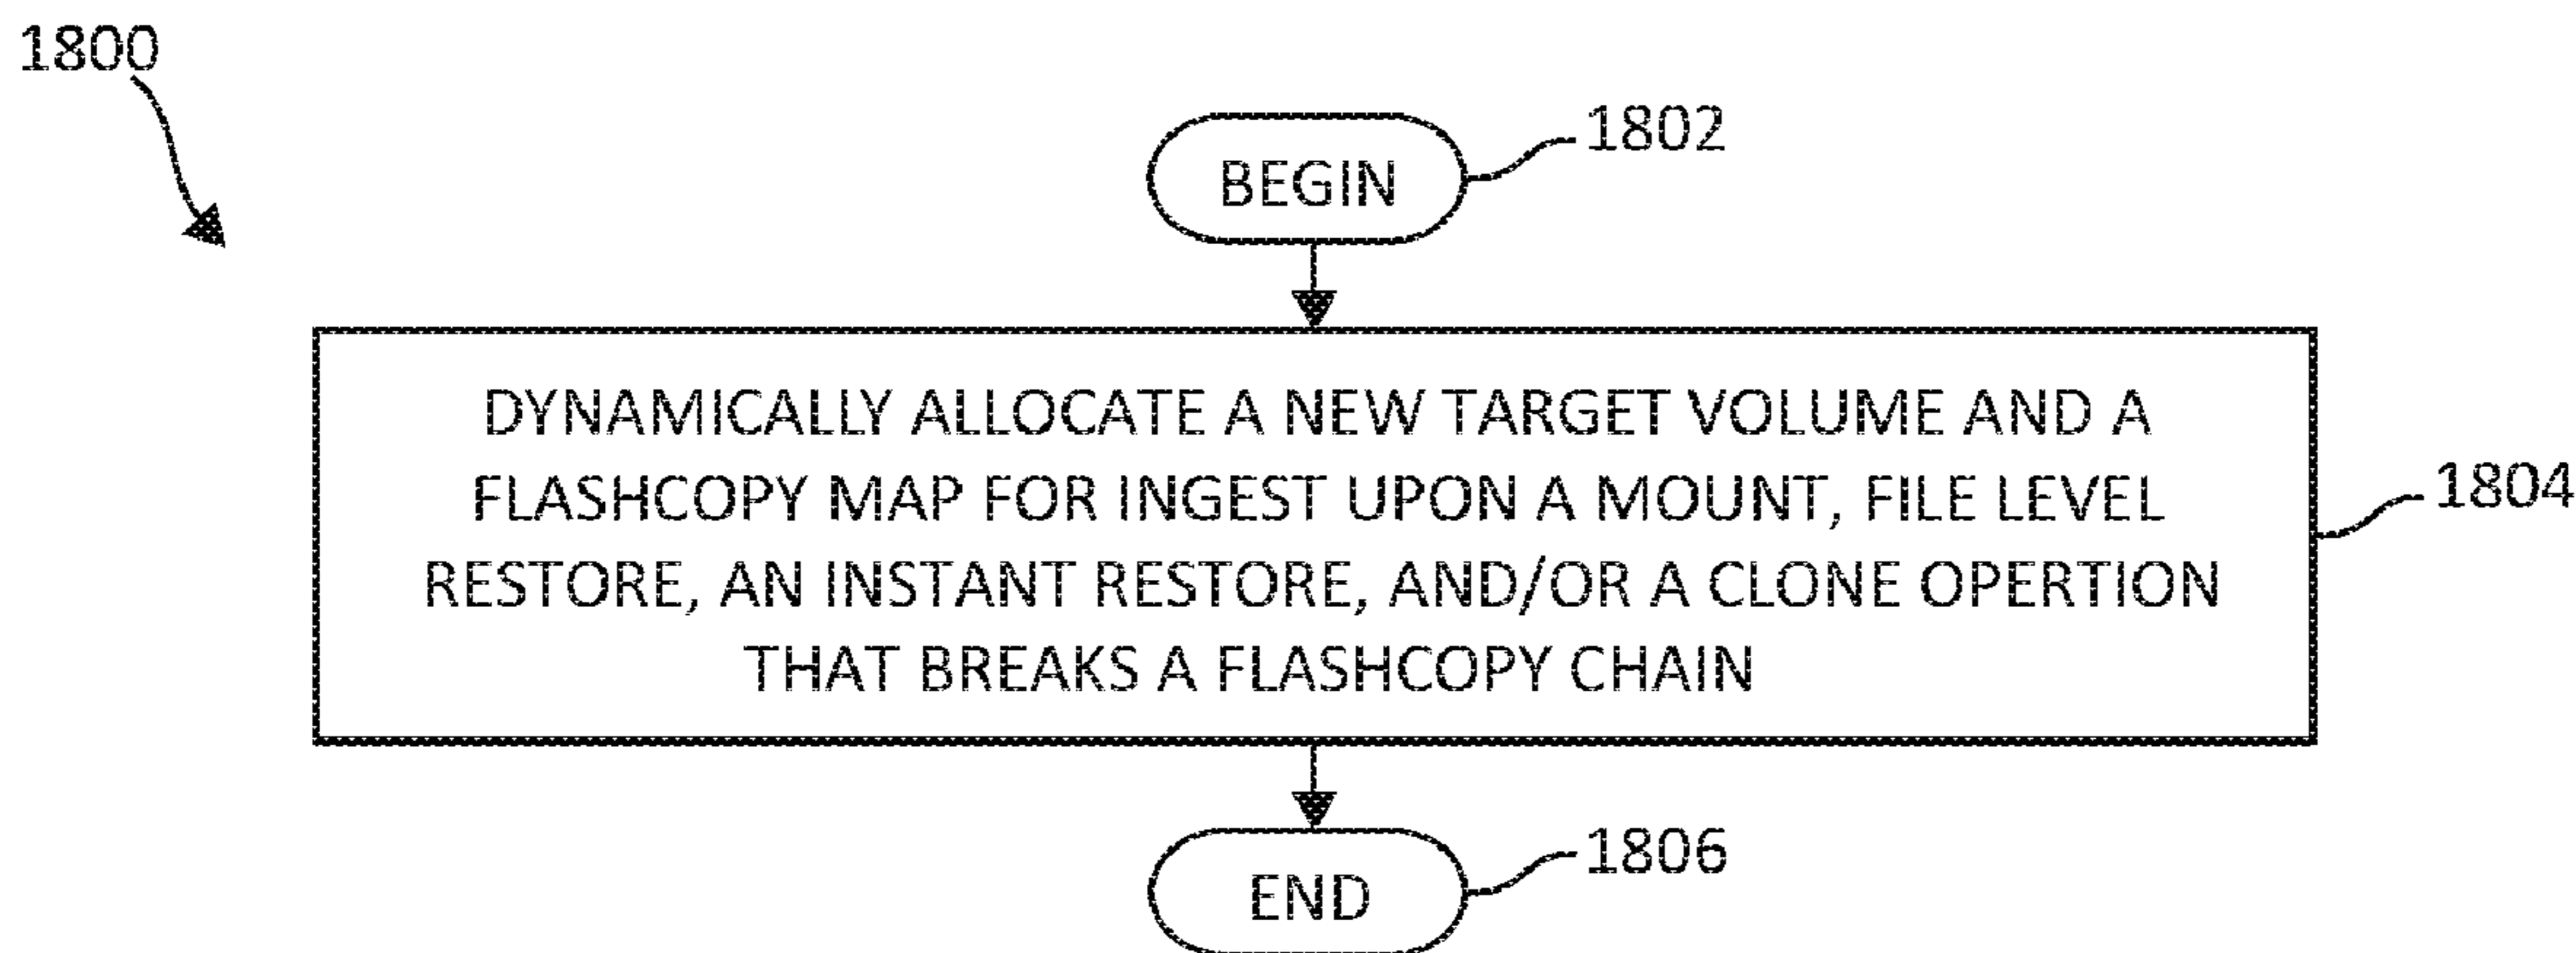 1800
BEGIN
1802
DYNAMICALLY ALLOCATE A NEW TARGET VOLUME AND A
FLASHCOPY MAP FOR INGEST UPON A MOUNT, FILE LEVEL
RESTORE, AN INSTANT RESTORE, AND/OR A CLONE OPERTION
THAT BREAKS A FLASHCOPY CHAIN
1804
END
1806